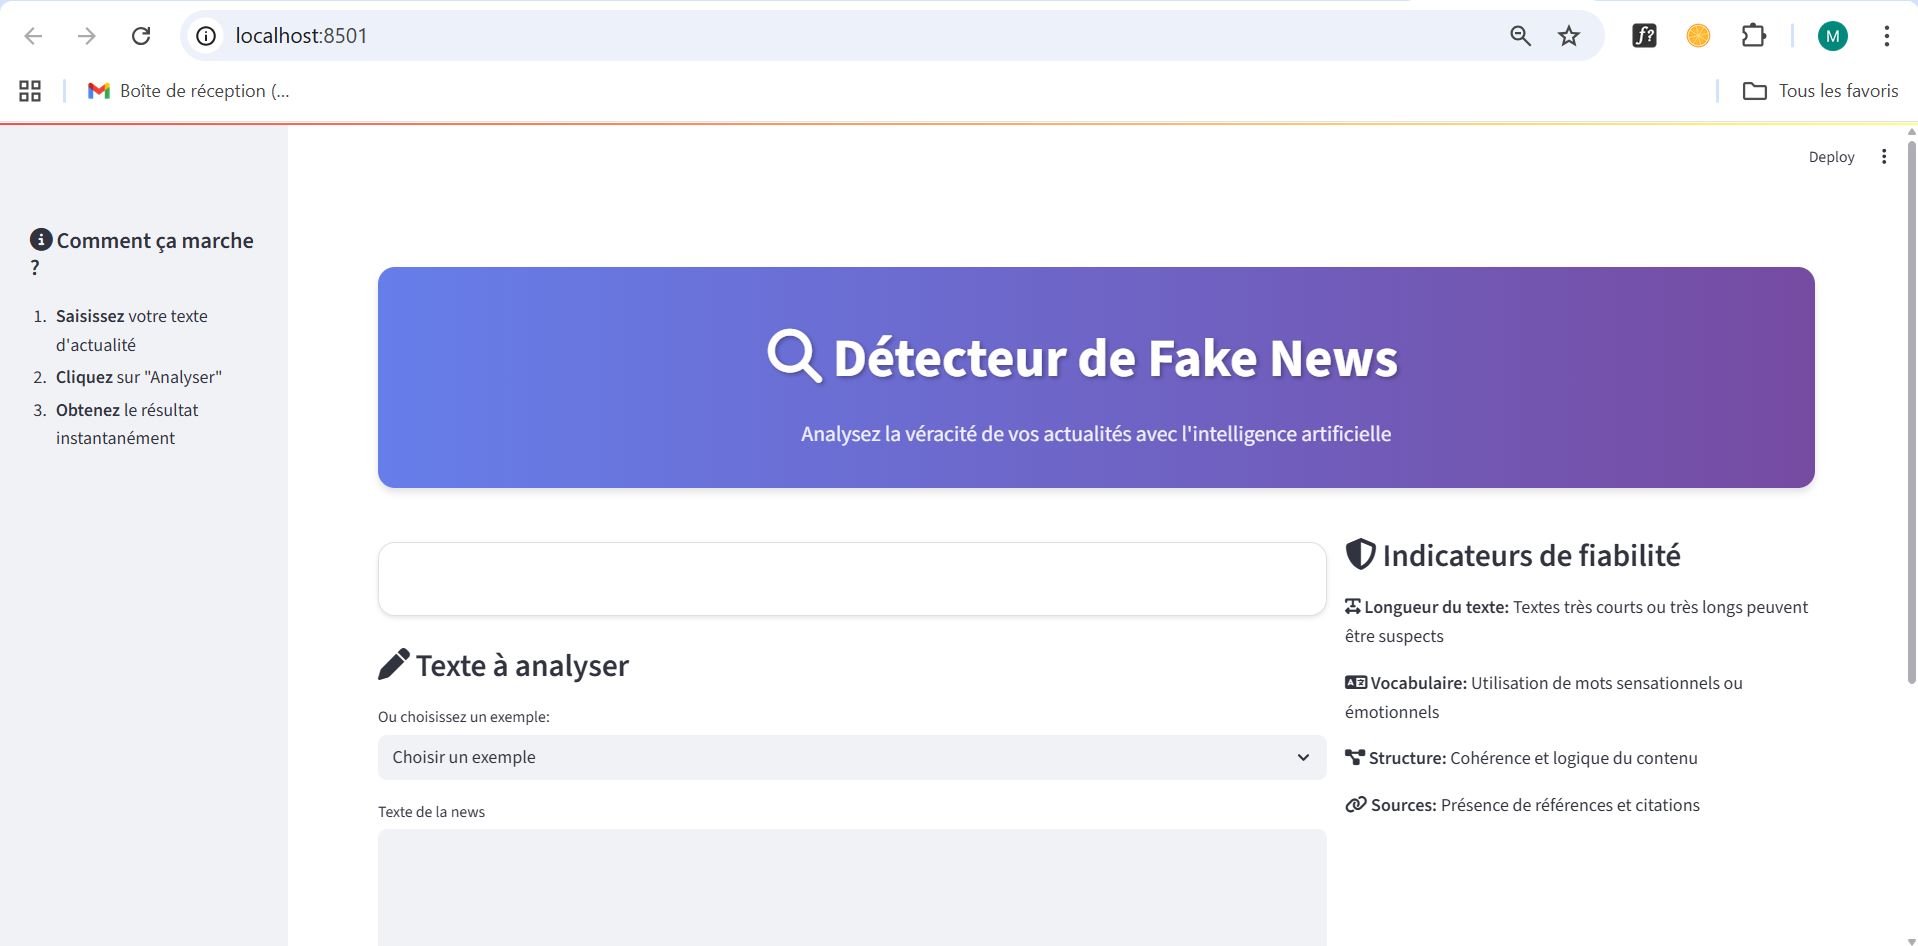 localhost:8501
M
Boîte de réception (...
Tous les favoris
Deploy
Comment ça marche
?
1. Saisissez votre texte
d'actualité
2. Cliquez sur "Analyser"
3. Obtenez le résultat
instantanément
Détecteur de Fake News
Analysez la véracité de vos actualités avec l'intelligence artificielle
Texte à analyser
Ou choisissez un exemple:
Choisir un exemple
Texte de la news
Indicateurs de fiabilité
Longueur du texte: Textes très courts ou très longs peuvent
être suspects
Vocabulaire: Utilisation de mots sensationnels ou
émotionnels
Structure: Cohérence et logique du contenu
Sources: Présence de références et citations